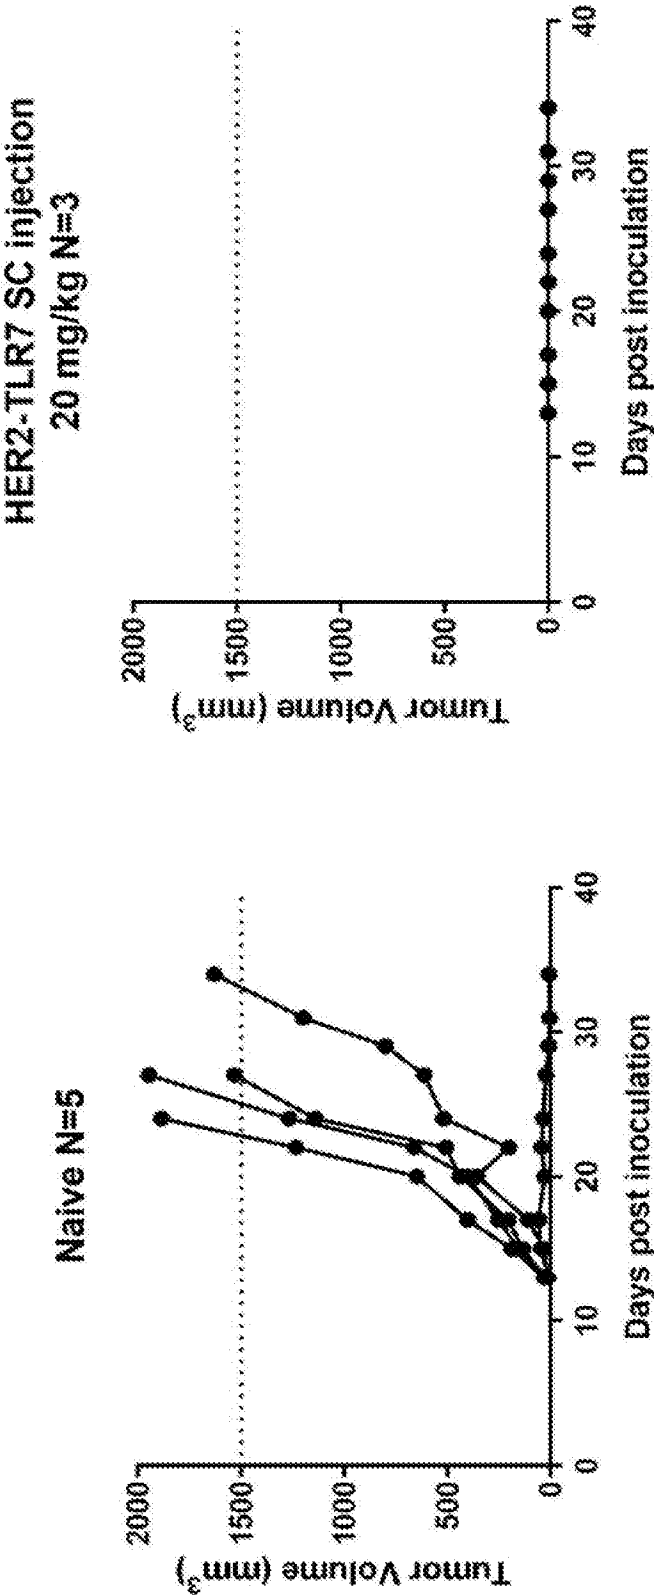 Naive N=5
Tumor Volume (mm³)
2000
1500
1000
500
0
0
10
20
30
40
Days post inoculation
HER2-TLR7 SC injection
20 mg/kg N=3
Tumor Volume (mm³)
2000
1500
1000
500
0
0
10
20
30
40
Days post inoculation